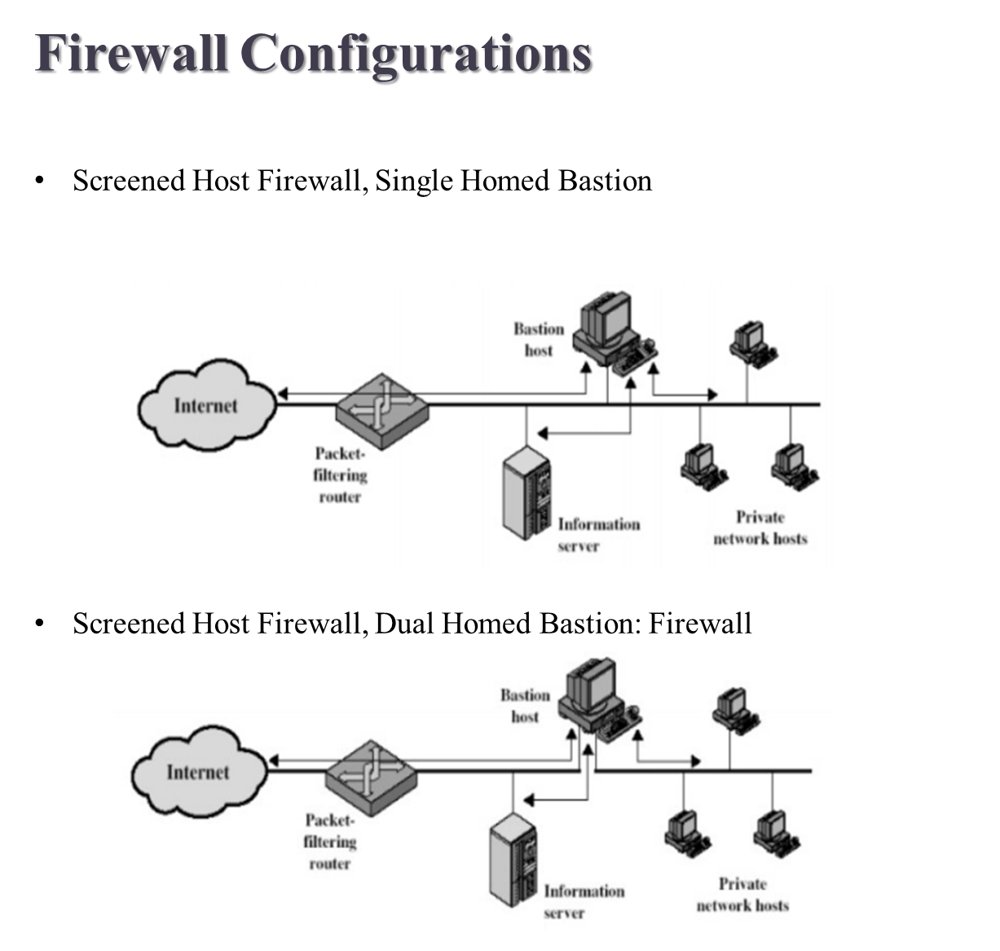 Firewall Configurations
• Screened Host Firewall, Single Homed Bastion
Bastion
host
Internet
Packet-
filtering
router
Information
server
Private
network hosts
• Screened Host Firewall, Dual Homed Bastion: Firewall
Bastion
host
Internet
Packet-
filtering
router
Information
server
Private
network hosts